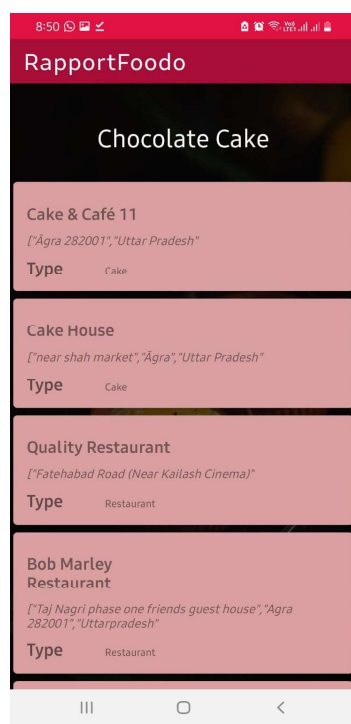 8:50
RapportFoodo
Chocolate Cake
Cake & Café 11
["Āgra 282001","Uttar Pradesh"
Type Cake
Cake House
["near shah market","Āgra","Uttar Pradesh"
Type Cake
Quality Restaurant
["Fatehabad Road (Near Kailash Cinema)"
Type Restaurant
Bob Marley
Restaurant
["Taj Nagri phase one friends guest house","Agra
282001","Uttarpradesh"
Type Restaurant